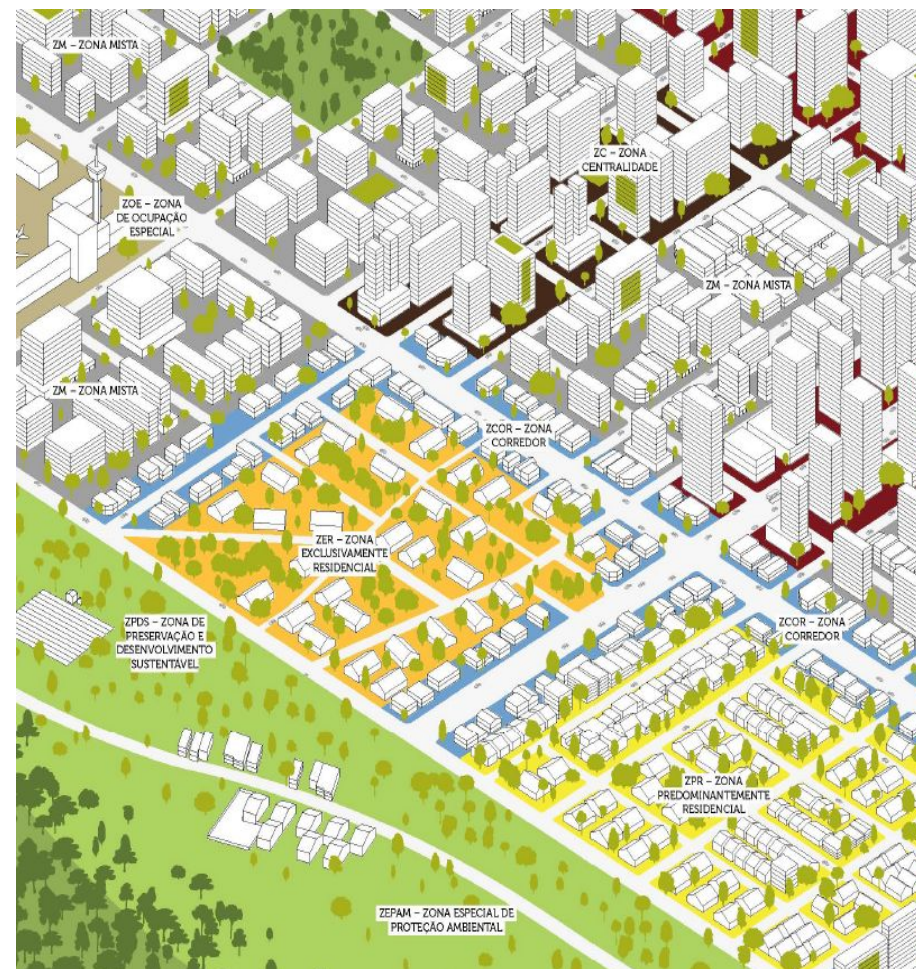 ZM – ZONA MISTA
ZC – ZONA
CENTRALIDADE
ZOE – ZONA
DE OCUPAÇÃO
ESPECIAL
ZM – ZONA MISTA
ZM – ZONA MISTA
ZCOR – ZONA
CORREDOR
ZER – ZONA
EXCLUSIVAMENTE
RESIDENCIAL
ZPDS – ZONA DE
PRESERVAÇÃO E
DESENVOLVIMENTO
SUSTENTÁVEL
ZCOR – ZONA
CORREDOR
ZPR – ZONA
PREDOMINANTEMENTE
RESIDENCIAL
ZEPAM – ZONA ESPECIAL DE
PROTEÇÃO AMBIENTAL